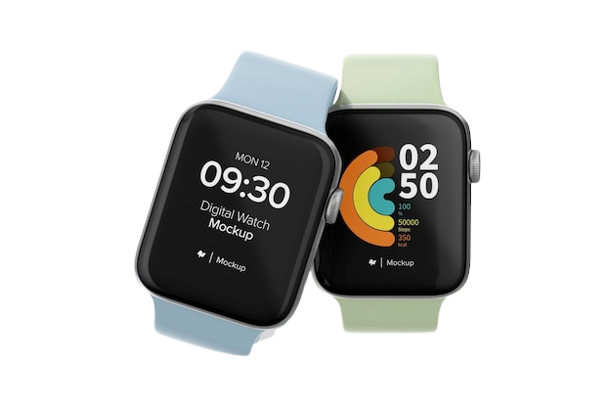 MON 12
09:30
Digital Watch
Mockup
Mockup
02
50
100
%
50000
Steps
350
kcal
Mockup